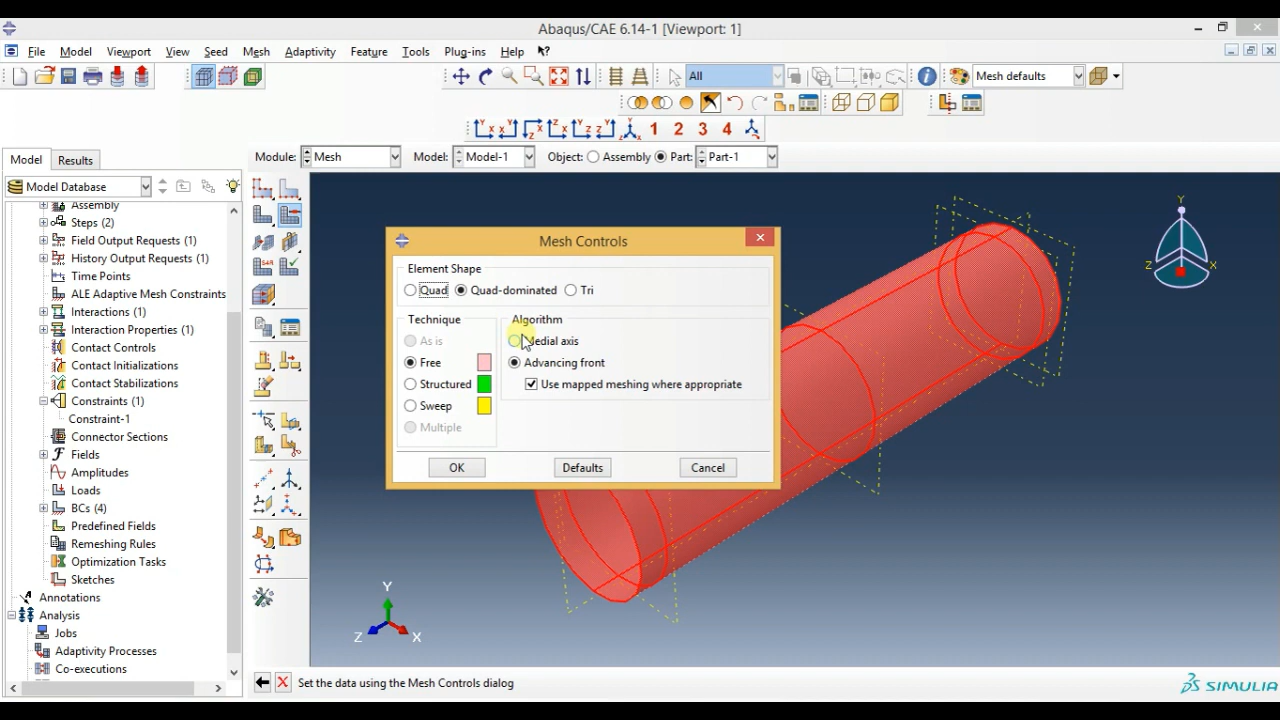 Abaqus/CAE 6.14-1 [Viewport: 1]
File Model Viewport View Seed Mesh Adaptivity Feature Tools Plug-ins Help
All Mesh defaults
1 2 3 4
Model Results
Module: Mesh Model: Model-1 Object: Assembly Part: Part-1
Model Database
Assembly
Steps (2)
Field Output Requests (1)
History Output Requests (1)
Time Points
ALE Adaptive Mesh Constraints
Interactions (1)
Interaction Properties (1)
Contact Controls
Contact Initializations
Contact Stabilizations
Constraints (1)
Constraint-1
Connector Sections
Fields
Amplitudes
Loads
BCs (4)
Predefined Fields
Remeshing Rules
Optimization Tasks
Sketches
Annotations
Analysis
Jobs
Adaptivity Processes
Co-executions
Mesh Controls
Element Shape
Quad Quad-dominated Tri
Technique
As is
Free
Structured
Sweep
Multiple
Algorithm
Medial axis
Advancing front
Use mapped meshing where appropriate
OK Defaults Cancel
Y
Z X
Y
Z X
Set the data using the Mesh Controls dialog
SIMULIA